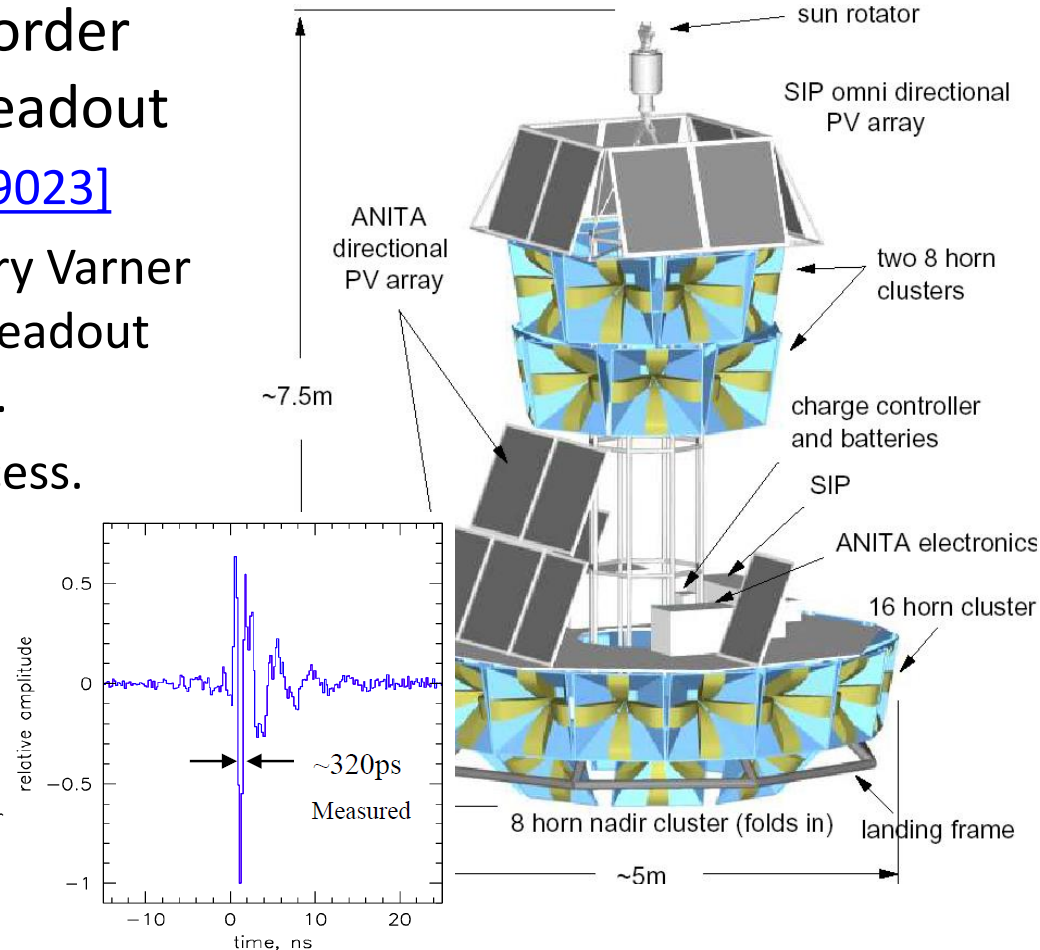 order
eadout
9023]
ry Varner
eadout
.
cess.
sun rotator
SIP omni directional
PV array
ANITA
directional
PV array
two 8 horn
clusters
~7.5m
charge controller
and batteries
SIP
ANITA electronics
16 horn cluster
0.5
0
−0.5
−1
relative amplitude
~320ps
Measured
−10
0
10
20
time, ns
8 horn nadir cluster (folds in)
landing frame
~5m